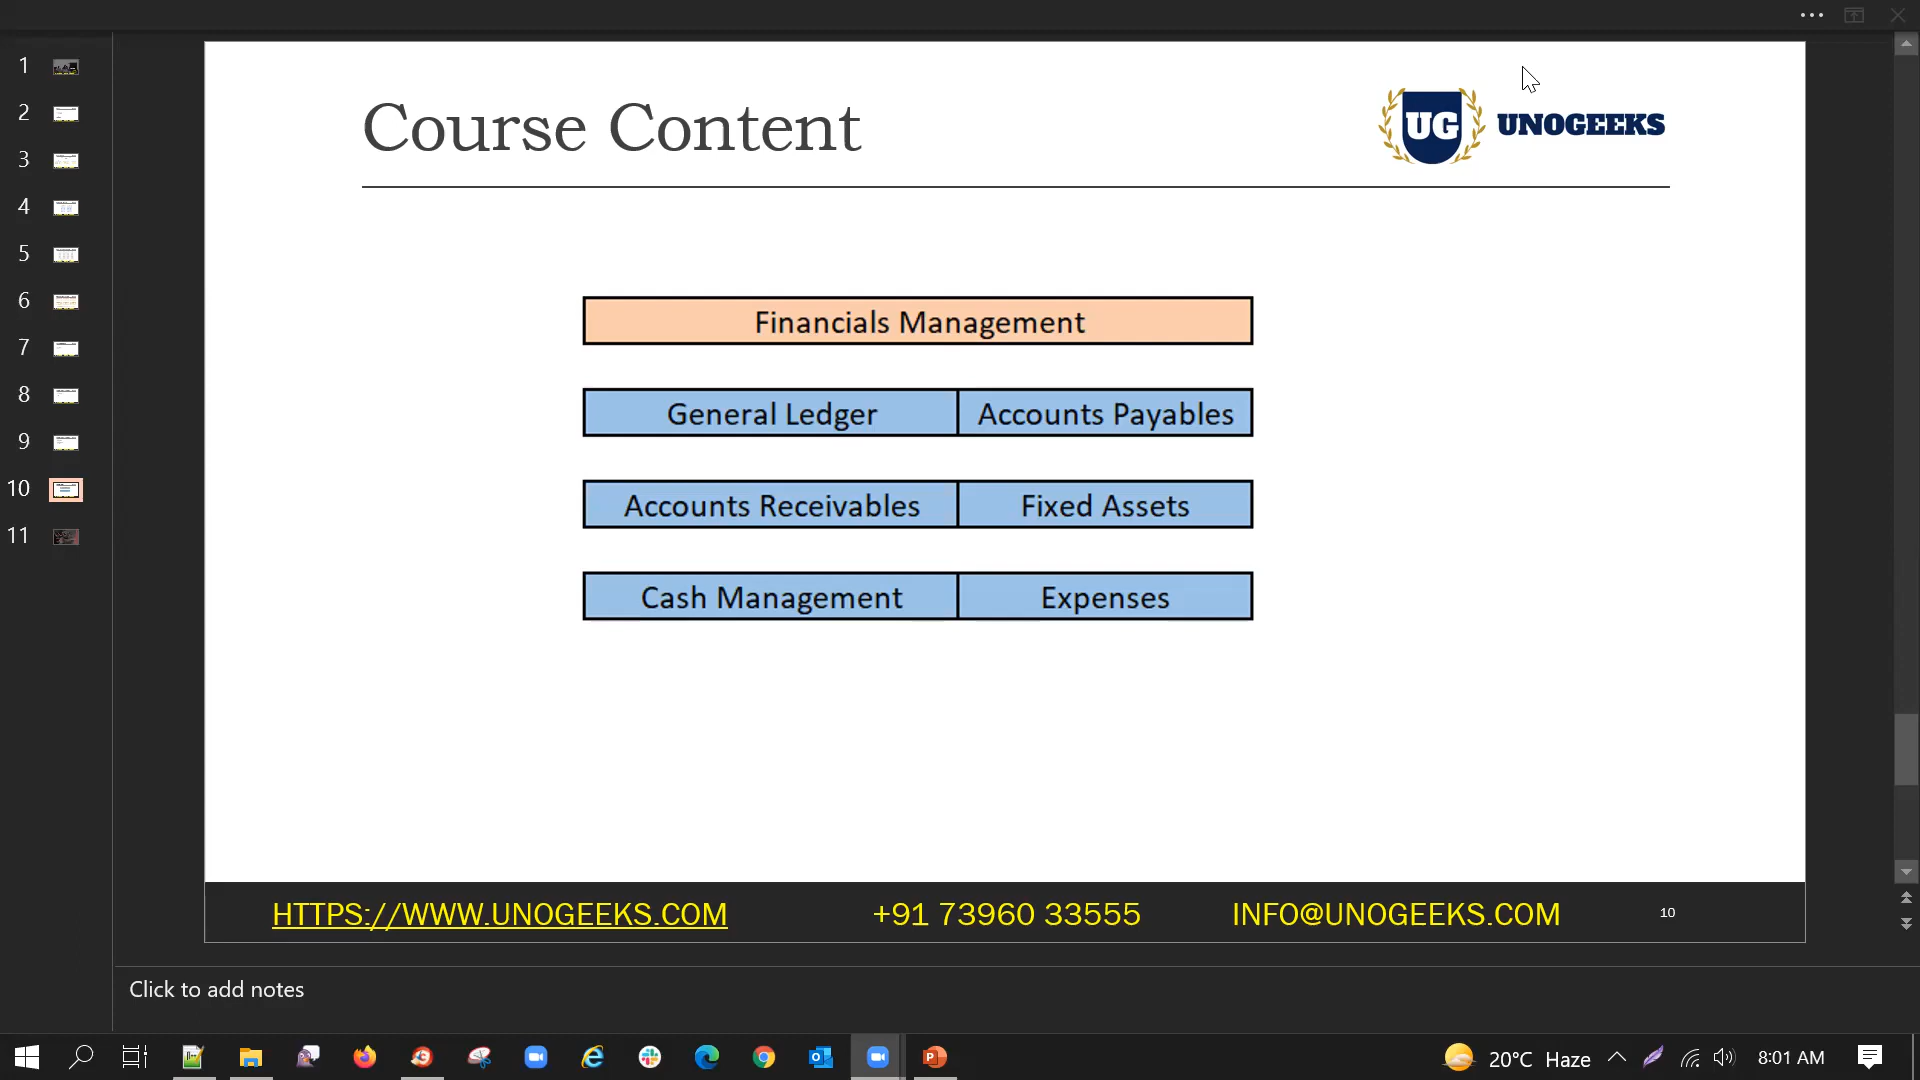 Course Content
UG UNOGEEKS
Financials Management
General Ledger Accounts Payables
Accounts Receivables Fixed Assets
Cash Management Expenses
HTTPS://WWW.UNOGEEKS.COM +91 73960 33555 INFO@UNOGEEKS.COM 10
1
2
3
4
5
6
7
8
9
10
11
Click to add notes
20°C Haze 8:01 AM